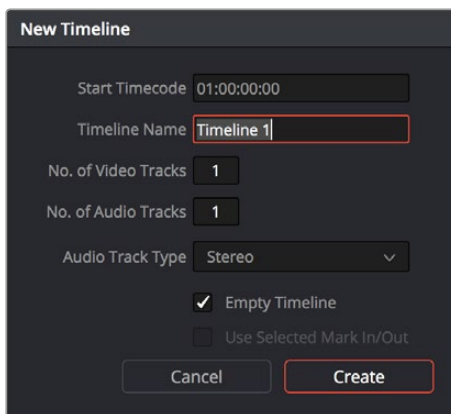 New Timeline
Start Timecode 01:00:00:00
Timeline Name Timeline 1
No. of Video Tracks 1
No. of Audio Tracks 1
Audio Track Type Stereo
Empty Timeline
Use Selected Mark In/Out
Cancel Create